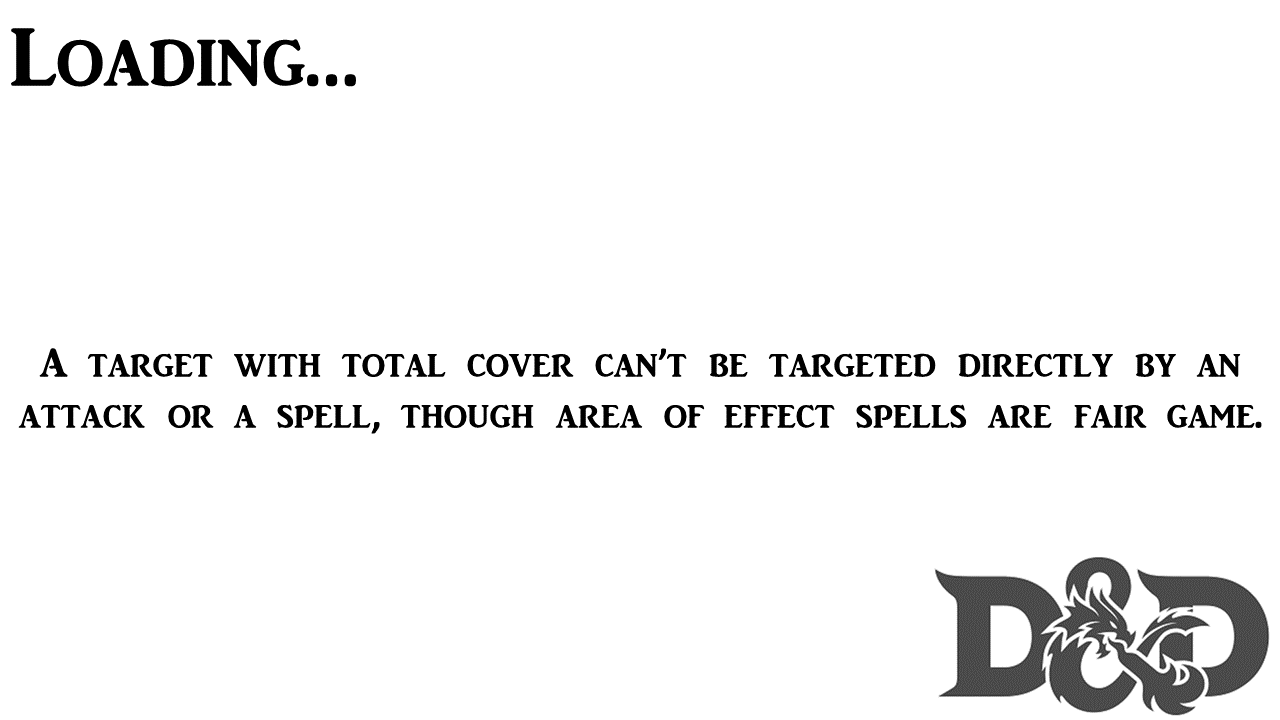 Loading...
A target with total cover can't be targeted directly by an
attack or a spell, though area of effect spells are fair game.
D&D